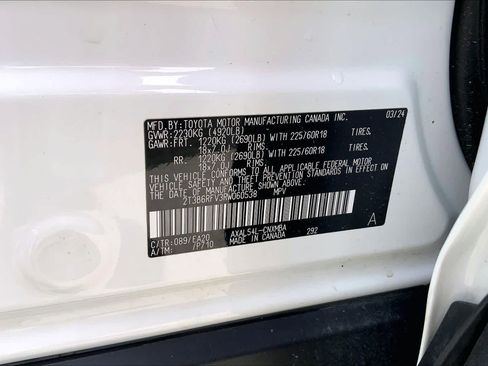 MFD.BY:TOYOTA MOTOR MANUFACTURING CANADA INC. 03/24
GVWR:2230KG (4920LB)
GAWR:FRT. 1220KG (2690LB) WITH 225/60R18 TIRES,
18x7.0J RIMS,
RR. 1220KG (2690LB) WITH 225/60R18 TIRES,
18x7.0J RIMS.
THIS VEHICLE CONFORMS TO ALL APPLICABLE FEDERAL MOTOR
VEHICLE SAFETY STANDARDS IN EFFECT ON
THE DATE OF MANUFACTURE SHOWN ABOVE.
2T3B6RFV3RW060538 MPV
A
C/TR:089/EA20 AXAL54L-CNXMBA
A/TM: /P710 MADE IN CANADA 292